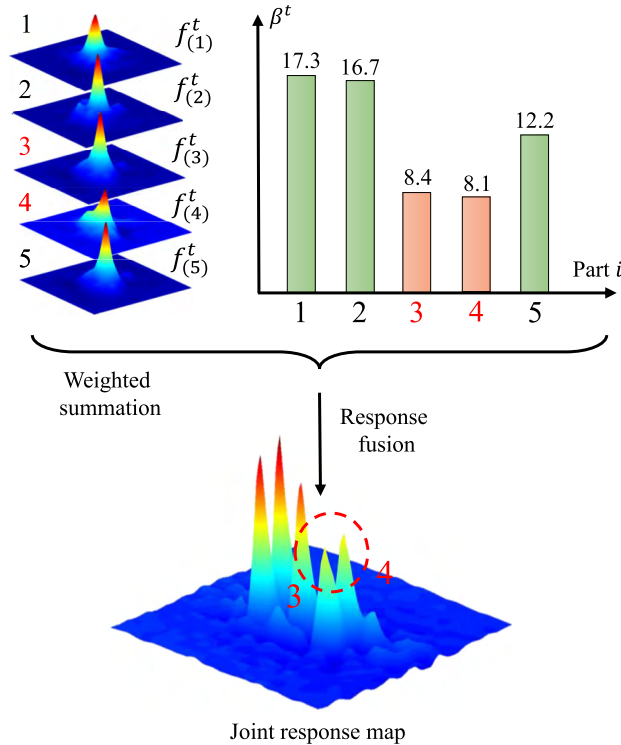 1
f^t_(1)
2
f^t_(2)
3
f^t_(3)
4
f^t_(4)
5
f^t_(5)
β^t
17.3
16.7
8.4
8.1
12.2
Part i
1 2 3 4 5
Weighted
summation
Response
fusion
3
4
Joint response map